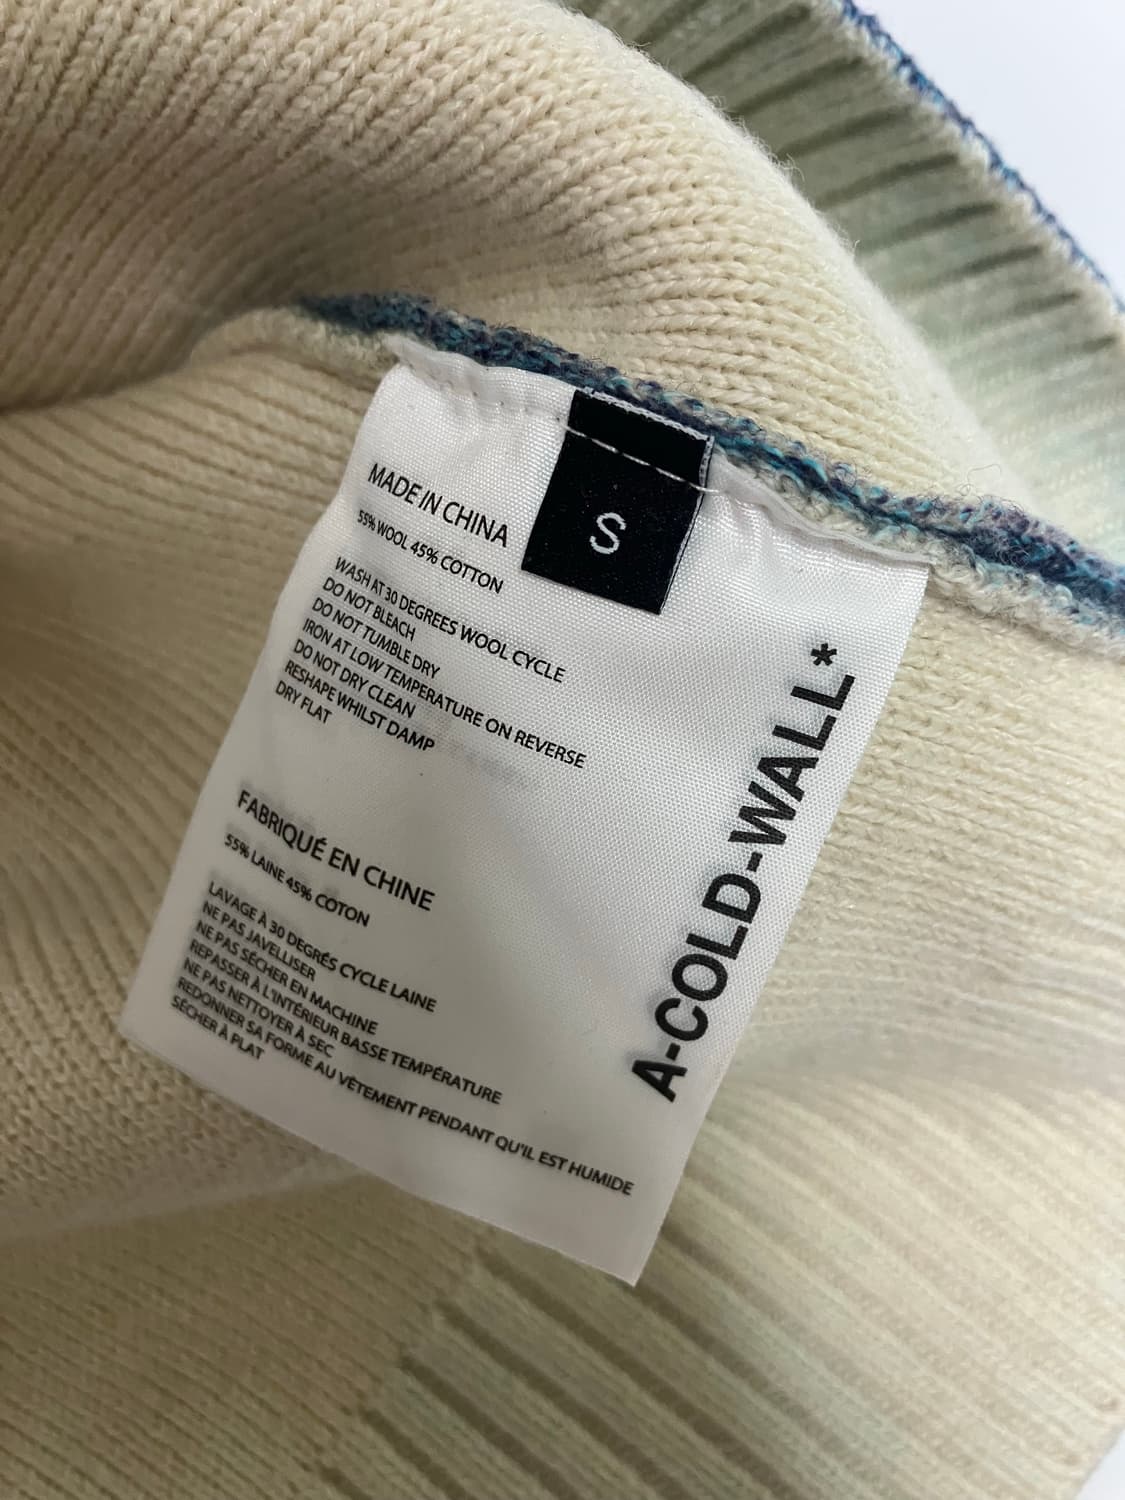 S
MADE IN CHINA
55% WOOL 45% COTTON
WASH AT 30 DEGREES WOOL CYCLE
DO NOT BLEACH
DO NOT TUMBLE DRY
IRON AT LOW TEMPERATURE ON REVERSE
DO NOT DRY CLEAN
RESHAPE WHILST DAMP
DRY FLAT
FABRIQUÉ EN CHINE
55% LAINE 45% COTON
LAVAGE À 30 DEGRÉS CYCLE LAINE
NE PAS JAVELLISER
NE PAS SÉCHER EN MACHINE
REPASSER À L'INTÉRIEUR BASSE TEMPÉRATURE
NE PAS NETTOYER À SEC
REDONNER SA FORME AU VÊTEMENT PENDANT QU'IL EST HUMIDE
SÉCHER À PLAT
A-COLD-WALL*